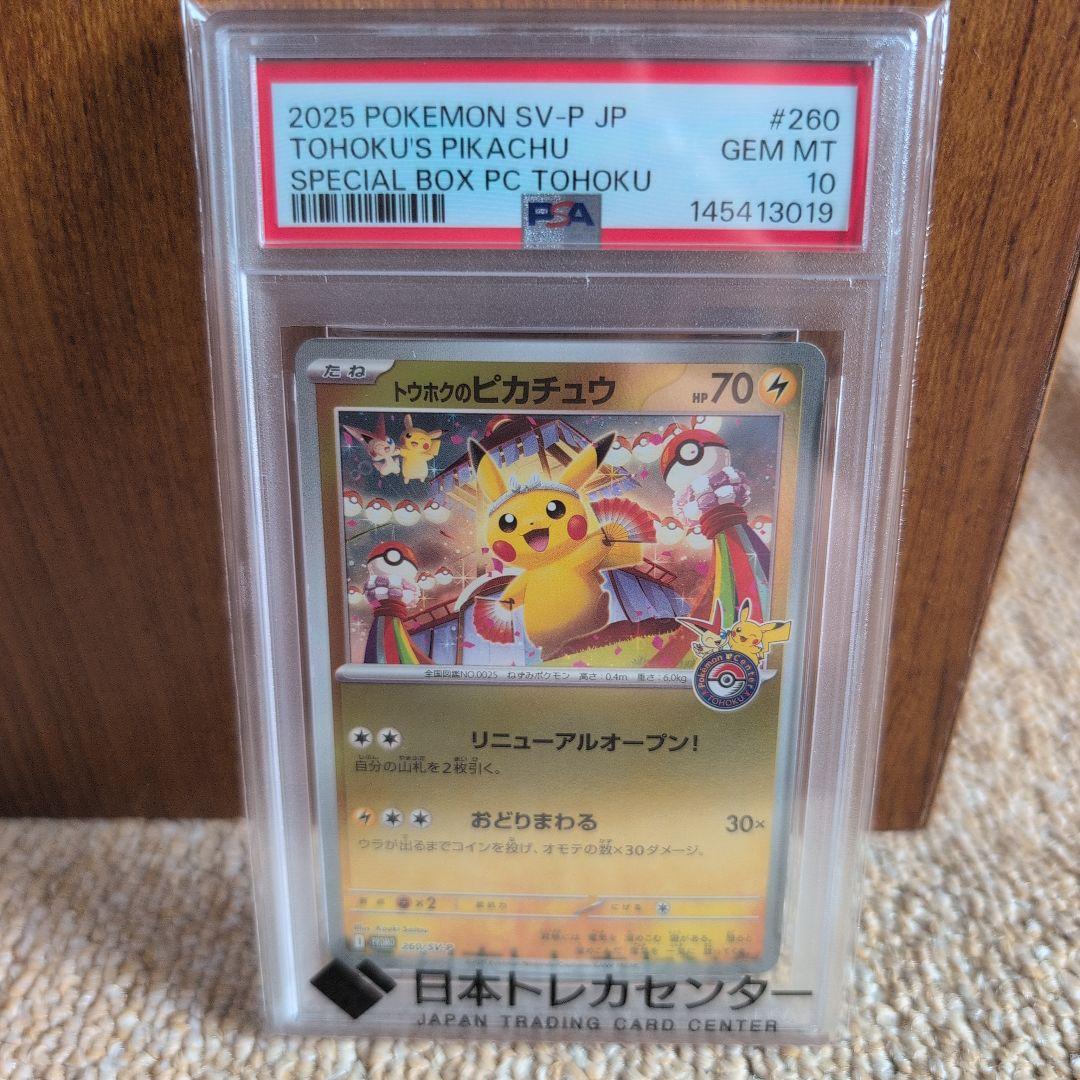 2025 POKEMON SV-P JP #260
TOHOKU'S PIKACHU GEM MT
SPECIAL BOX PC TOHOKU 10
PSA 145413019
たね
トウホクのピカチュウ HP 70
Pokémon Center
TOHOKU
全国図鑑NO.0025 ねずみポケモン 高さ:0.4m 重さ:6.0kg
リニューアルオープン!
自分の山札を2枚引く。
おどりまわる 30×
ウラが出るまでコインを投げ、オモテの数×30ダメージ。
×2 にげる
PROMO 260/SV-P
日本トレカセンター
JAPAN TRADING CARD CENTER